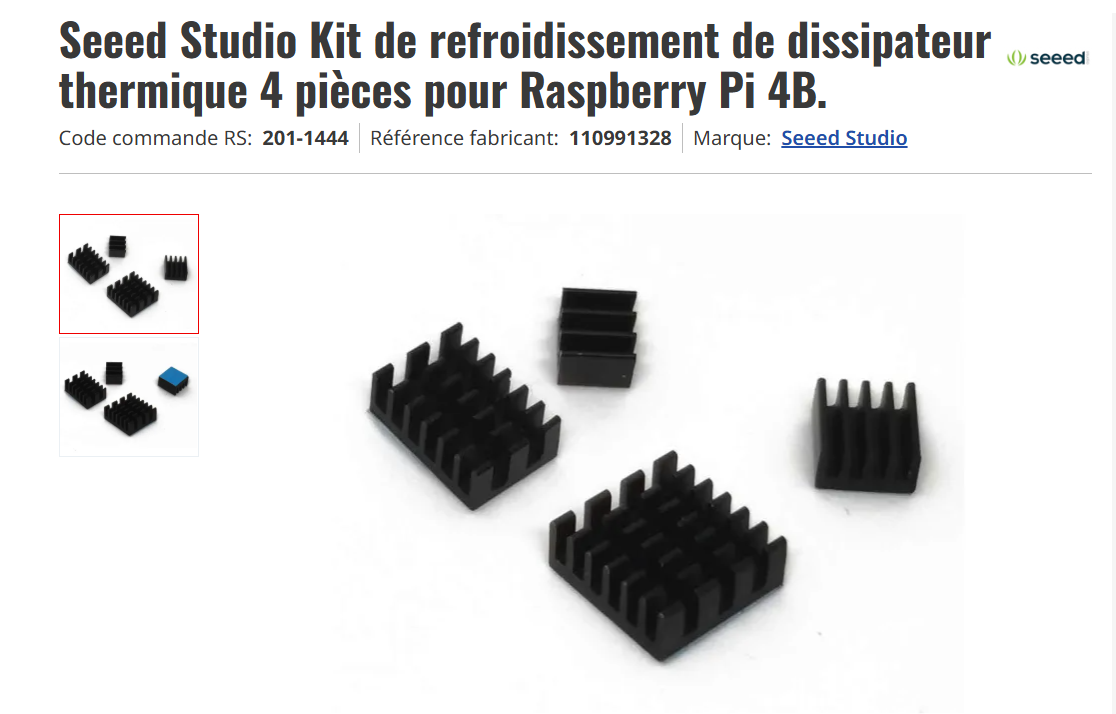 Seeed Studio Kit de refroidissement de dissipateur
thermique 4 pièces pour Raspberry Pi 4B.
seeed
Code commande RS: 201-1444 Référence fabricant: 110991328 Marque: Seeed Studio